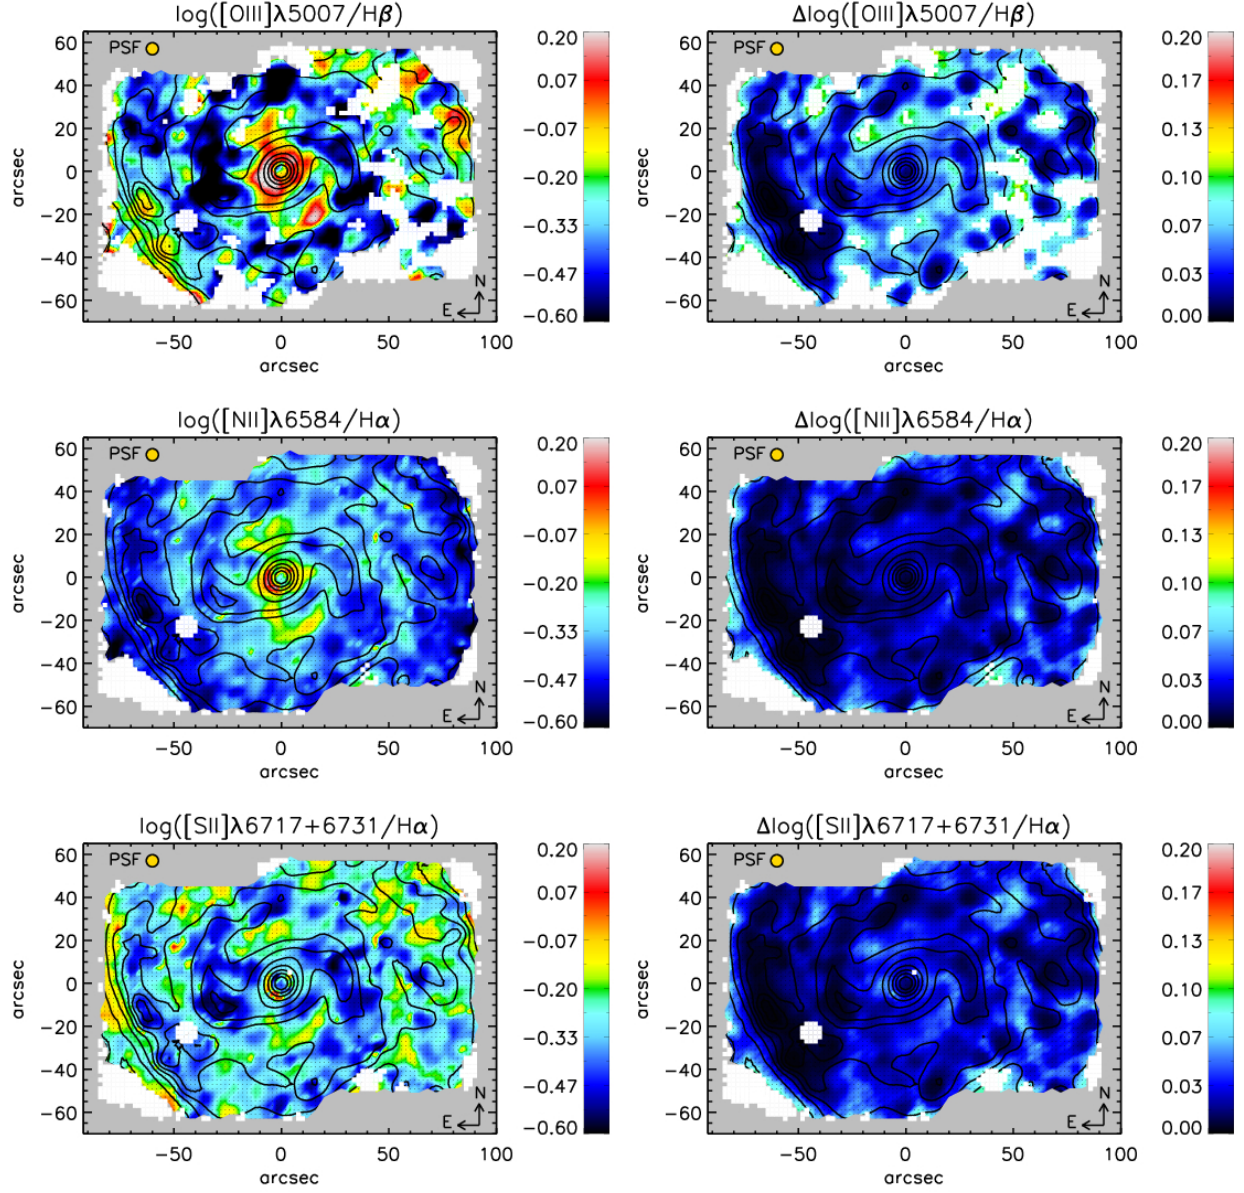 log([OIII]λ5007/Hβ) Δlog([OIII]λ5007/Hβ)
60 PSF 0.20 60 PSF 0.20
40 0.07 40 0.17
20 -0.07 20 0.13
arcsec 0 -0.20 arcsec 0 0.10
-20 -0.33 -20 0.07
-40 -0.47 -40 0.03
-60 E N -0.60 -60 E N 0.00
-50 0 50 100 -50 0 50 100
arcsec arcsec
log([NII]λ6584/Hα) Δlog([NII]λ6584/Hα)
60 PSF 0.20 60 PSF 0.20
40 0.07 40 0.17
20 -0.07 20 0.13
arcsec 0 -0.20 arcsec 0 0.10
-20 -0.33 -20 0.07
-40 -0.47 -40 0.03
-60 E N -0.60 -60 E N 0.00
-50 0 50 100 -50 0 50 100
arcsec arcsec
log([SII]λ6717+6731/Hα) Δlog([SII]λ6717+6731/Hα)
60 PSF 0.20 60 PSF 0.20
40 0.07 40 0.17
20 -0.07 20 0.13
arcsec 0 -0.20 arcsec 0 0.10
-20 -0.33 -20 0.07
-40 -0.47 -40 0.03
-60 E N -0.60 -60 E N 0.00
-50 0 50 100 -50 0 50 100
arcsec arcsec